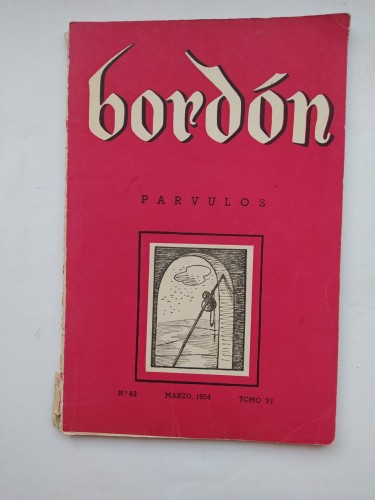 bordón
PARVULOS
Nº 42 MARZO, 1954 TOMO VI